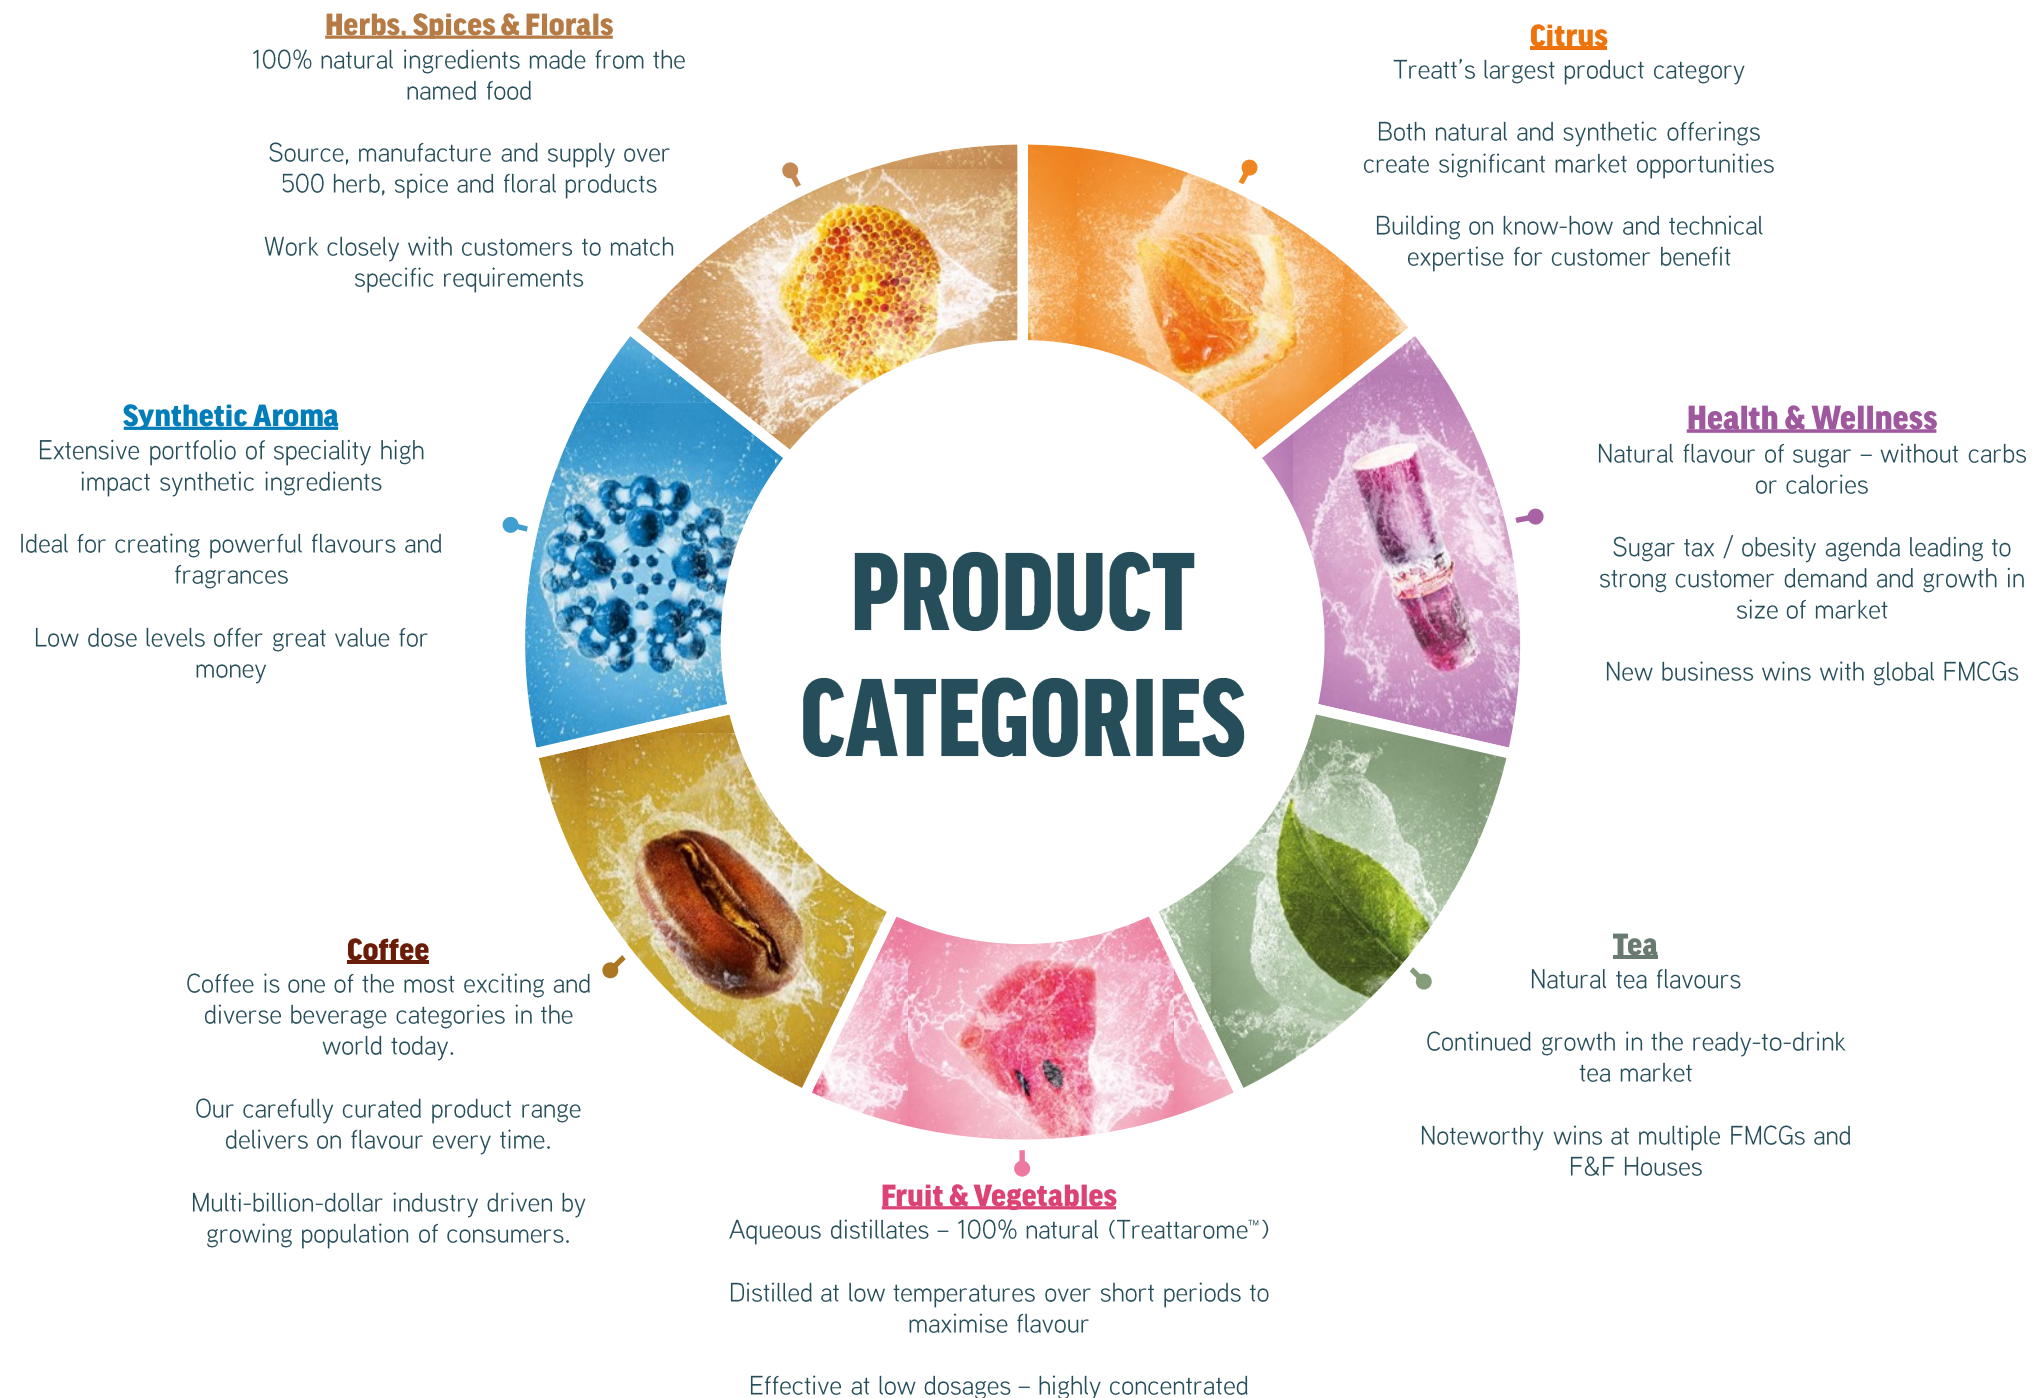 Herbs, Spices & Florals
100% natural ingredients made from the
named food
Source, manufacture and supply over
500 herb, spice and floral products
Work closely with customers to match
specific requirements
Citrus
Treatt's largest product category
Both natural and synthetic offerings
create significant market opportunities
Building on know-how and technical
expertise for customer benefit
Synthetic Aroma
Extensive portfolio of speciality high
impact synthetic ingredients
Ideal for creating powerful flavours and
fragrances
Low dose levels offer great value for
money
PRODUCT
CATEGORIES
Health & Wellness
Natural flavour of sugar – without carbs
or calories
Sugar tax / obesity agenda leading to
strong customer demand and growth in
size of market
New business wins with global FMCGs
Coffee
Coffee is one of the most exciting and
diverse beverage categories in the
world today.
Our carefully curated product range
delivers on flavour every time.
Multi-billion-dollar industry driven by
growing population of consumers.
Tea
Natural tea flavours
Continued growth in the ready-to-drink
tea market
Noteworthy wins at multiple FMCGs and
F&F Houses
Fruit & Vegetables
Aqueous distillates – 100% natural (Treattarome™)
Distilled at low temperatures over short periods to
maximise flavour
Effective at low dosages – highly concentrated